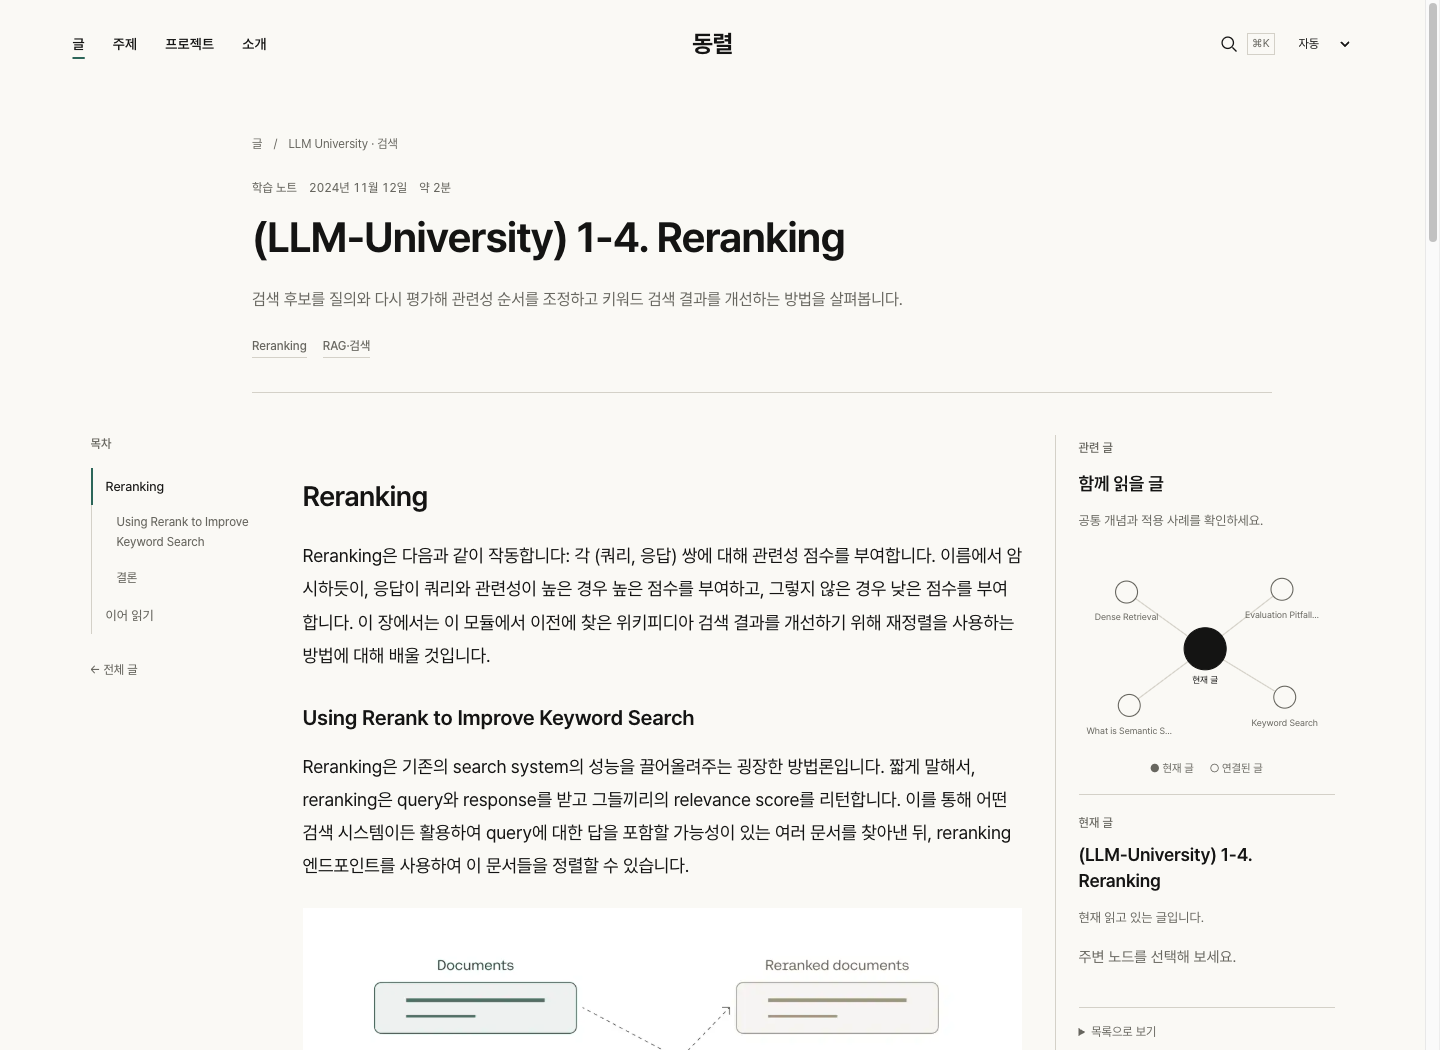 글 주제 프로젝트 소개
동렬
⌘K 자동
글 / LLM University · 검색
학습 노트 2024년 11월 12일 약 2분
(LLM-University) 1-4. Reranking
검색 후보를 질의와 다시 평가해 관련성 순서를 조정하고 키워드 검색 결과를 개선하는 방법을 살펴봅니다.
Reranking RAG·검색
목차
Reranking
Using Rerank to Improve
Keyword Search
결론
이어 읽기
← 전체 글
Reranking
Reranking은 다음과 같이 작동합니다: 각 (쿼리, 응답) 쌍에 대해 관련성 점수를 부여합니다. 이름에서 암
시하듯이, 응답이 쿼리와 관련성이 높은 경우 높은 점수를 부여하고, 그렇지 않은 경우 낮은 점수를 부여
합니다. 이 장에서는 이 모듈에서 이전에 찾은 위키피디아 검색 결과를 개선하기 위해 재정렬을 사용하는
방법에 대해 배울 것입니다.
Using Rerank to Improve Keyword Search
Reranking은 기존의 search system의 성능을 끌어올려주는 굉장한 방법론입니다. 짧게 말해서,
reranking은 query와 response를 받고 그들끼리의 relevance score를 리턴합니다. 이를 통해 어떤
검색 시스템이든 활용하여 query에 대한 답을 포함할 가능성이 있는 여러 문서를 찾아낸 뒤, reranking
엔드포인트를 사용하여 이 문서들을 정렬할 수 있습니다.
Documents
Reranked documents
관련 글
함께 읽을 글
공통 개념과 적용 사례를 확인하세요.
Dense Retrieval
Evaluation Pitfall…
현재 글
What is Semantic S…
Keyword Search
● 현재 글 ○ 연결된 글
현재 글
(LLM-University) 1-4.
Reranking
현재 읽고 있는 글입니다.
주변 노드를 선택해 보세요.
▶ 목록으로 보기